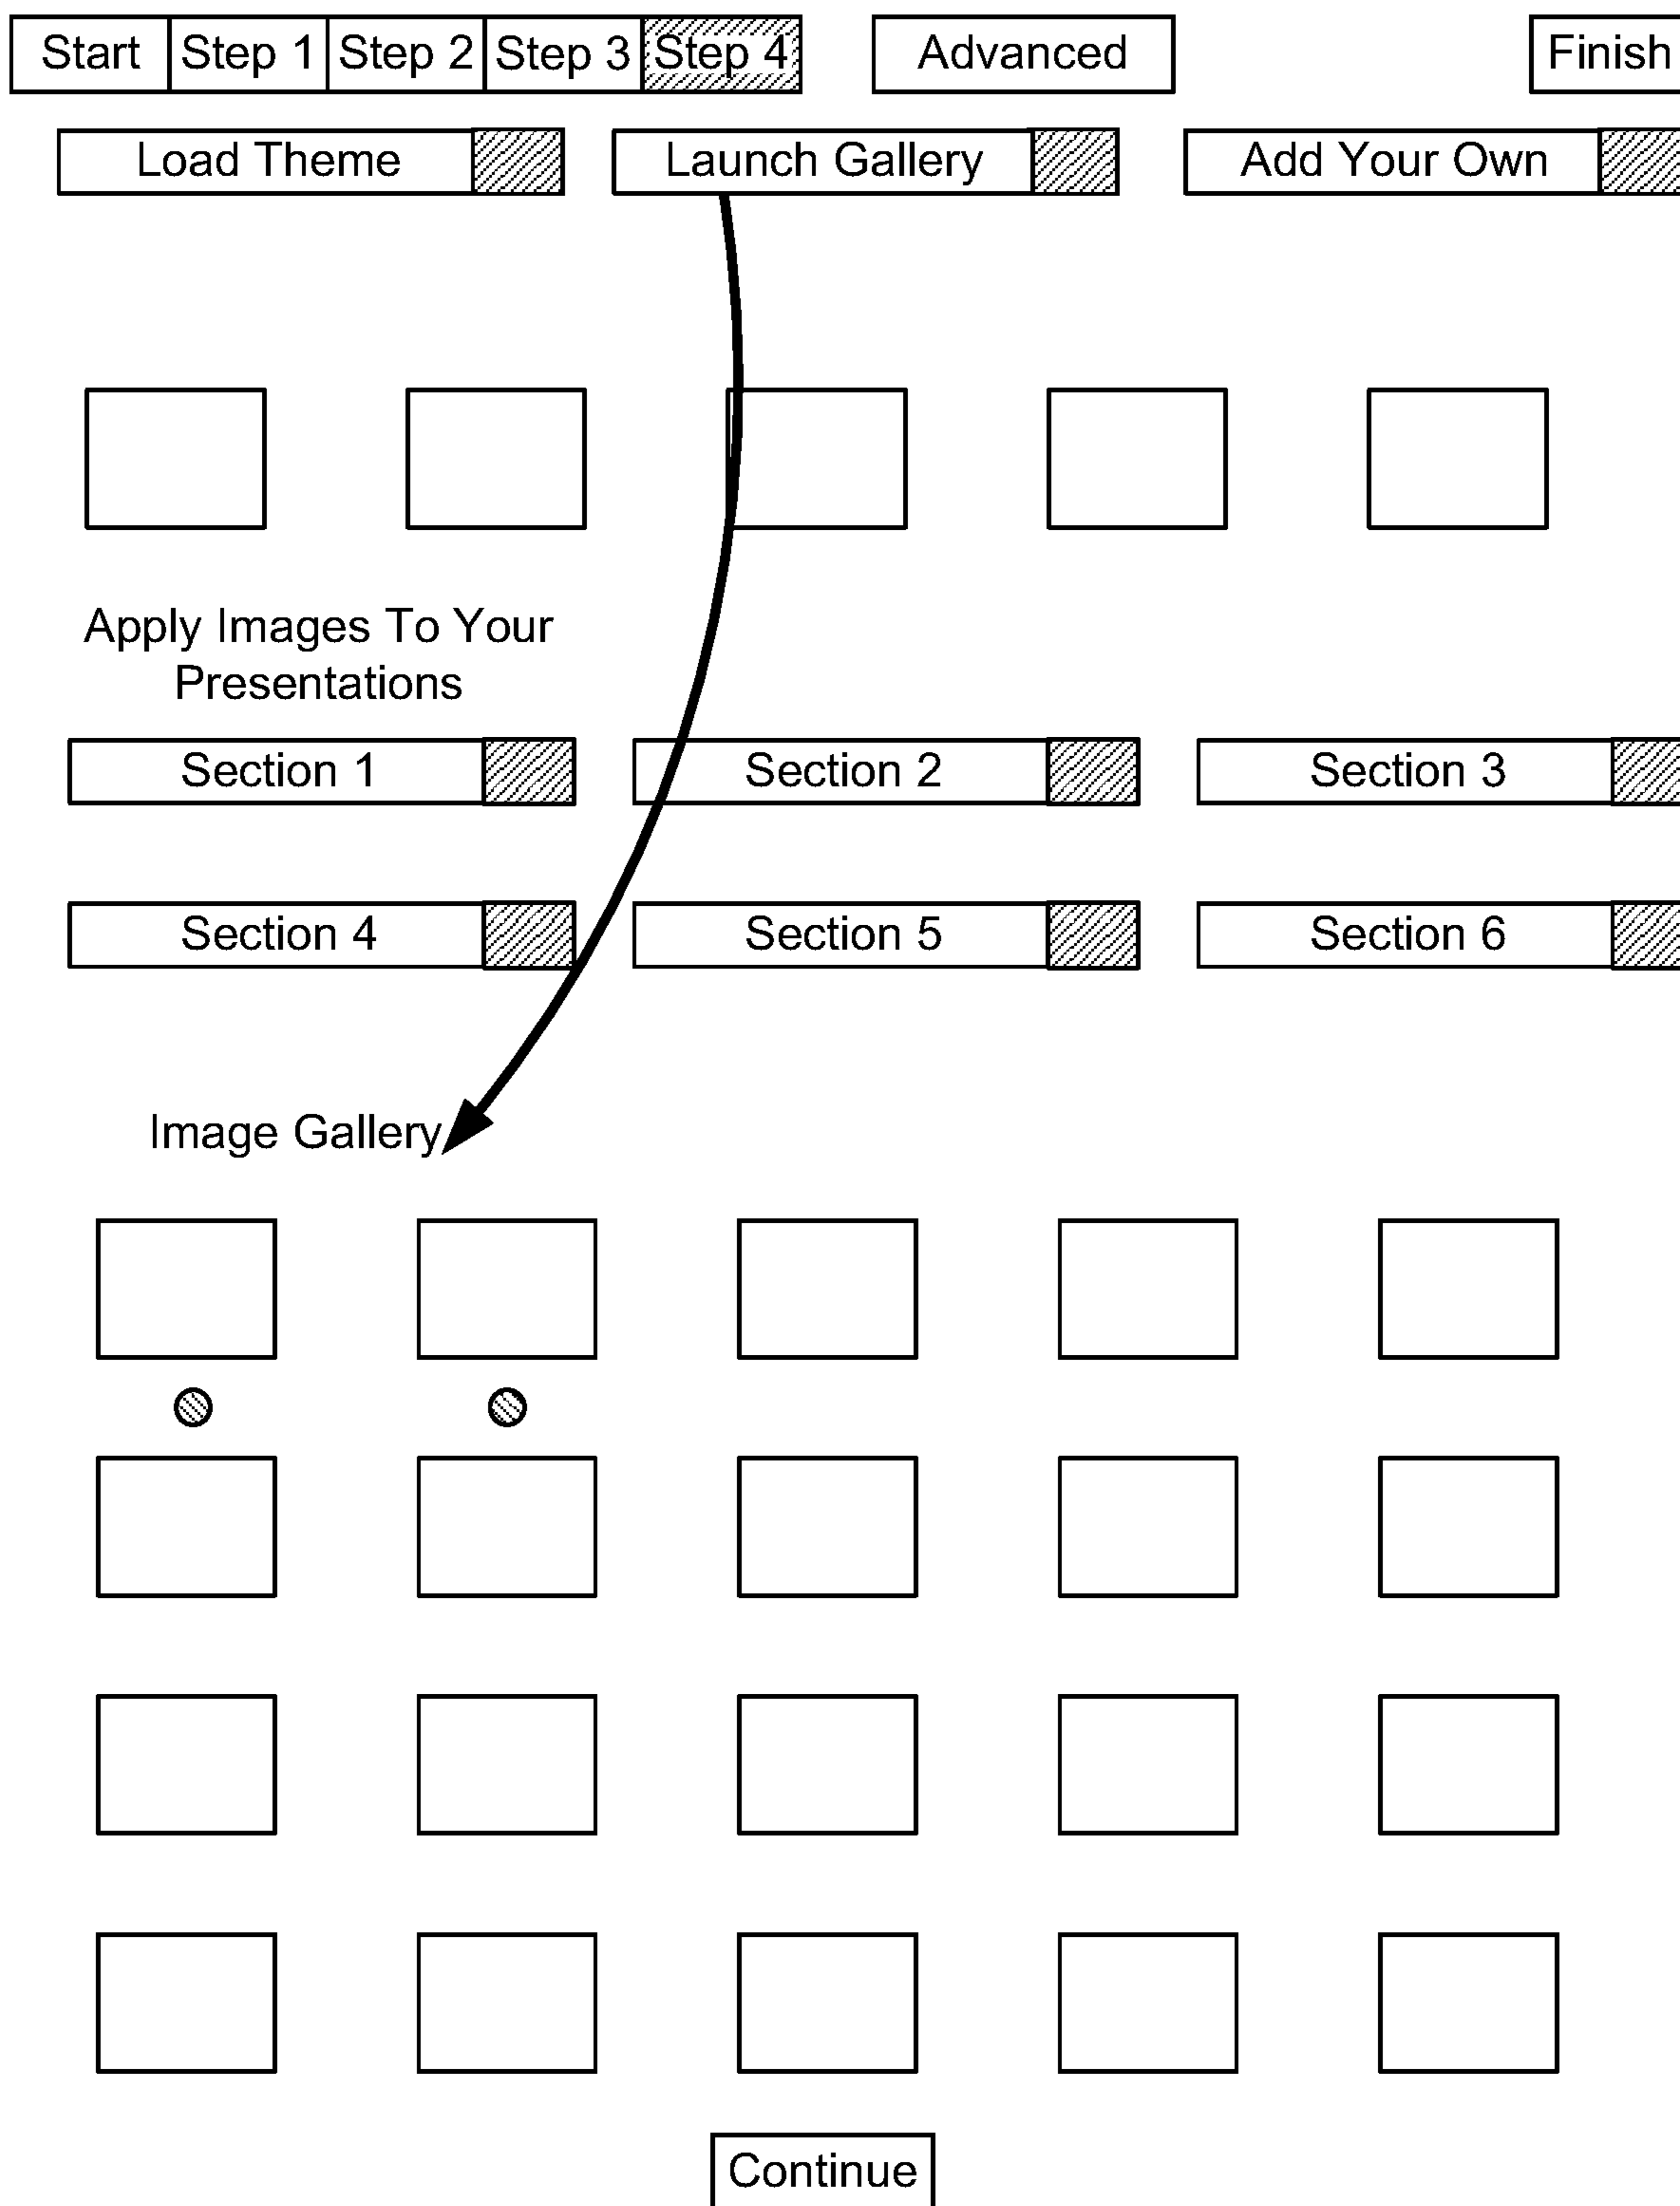 Start Step 1 Step 2 Step 3 Step 4 Advanced Finish
Load Theme Launch Gallery Add Your Own
Apply Images To Your
Presentations
Section 1 Section 2 Section 3
Section 4 Section 5 Section 6
Image Gallery
Continue